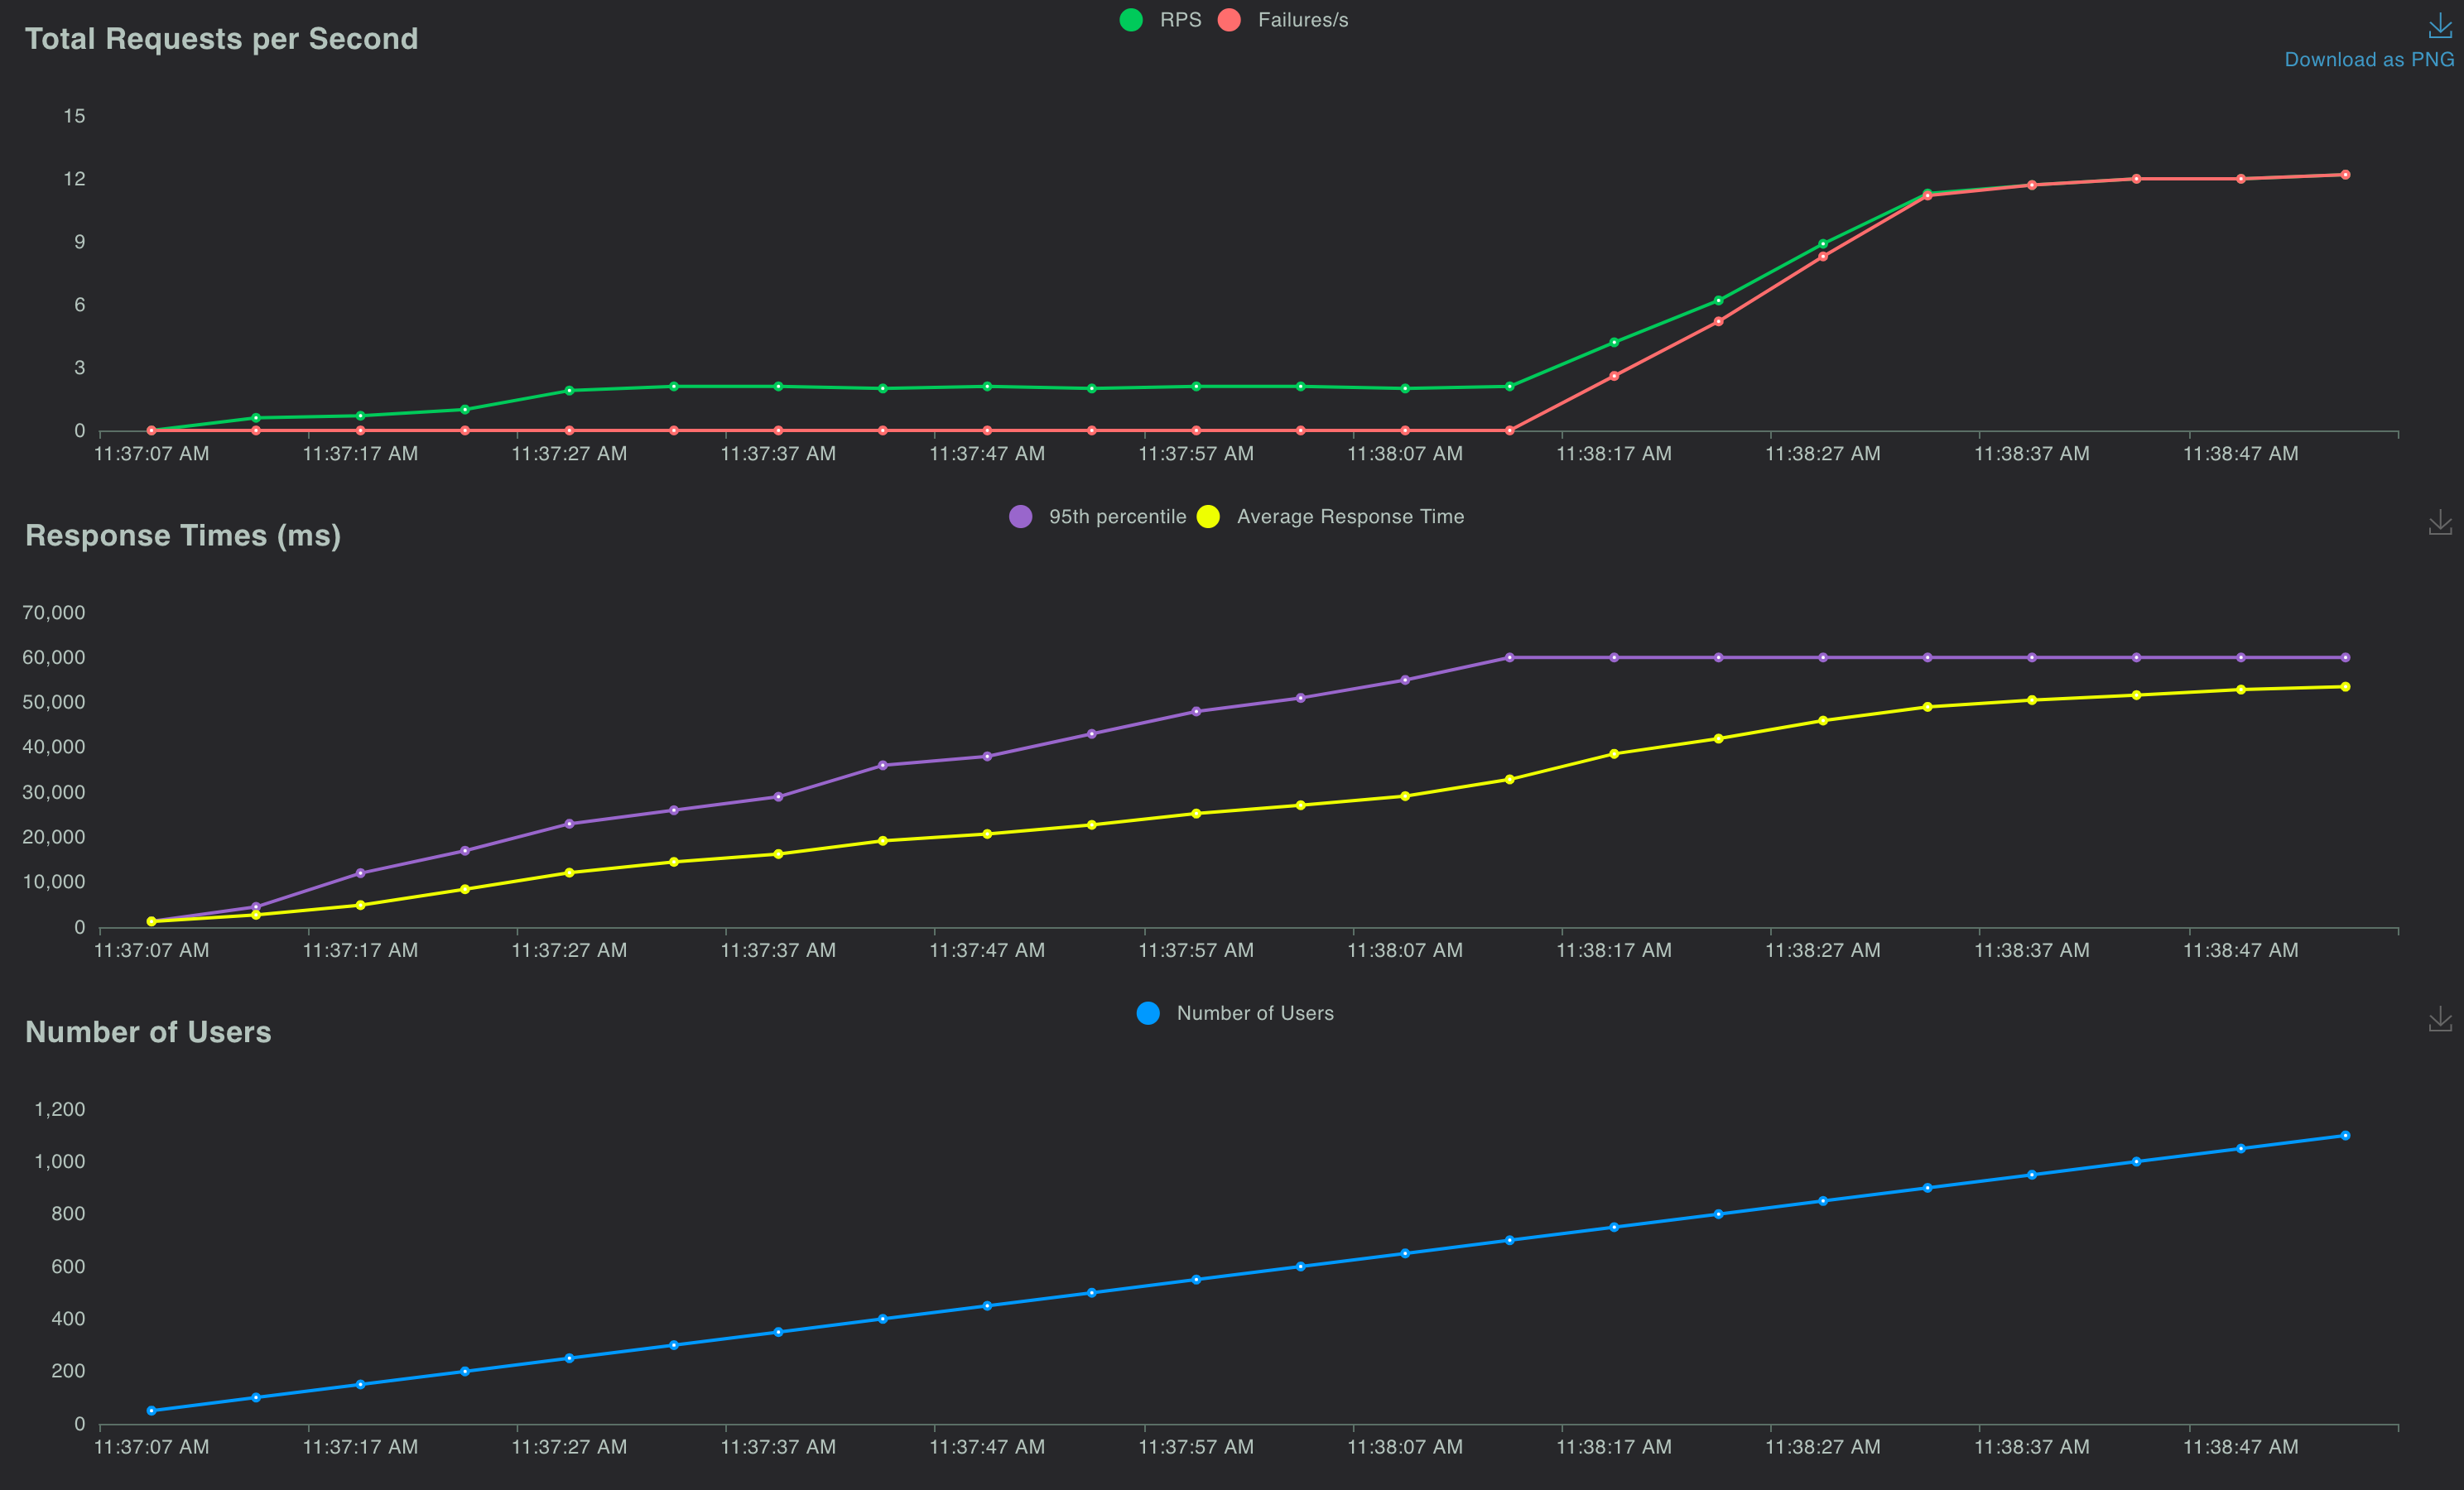 RPS Failures/s
Total Requests per Second
Download as PNG
15
12
9
6
3
0
11:37:07 AM 11:37:17 AM 11:37:27 AM 11:37:37 AM 11:37:47 AM 11:37:57 AM 11:38:07 AM 11:38:17 AM 11:38:27 AM 11:38:37 AM 11:38:47 AM
95th percentile Average Response Time
Response Times (ms)
70,000
60,000
50,000
40,000
30,000
20,000
10,000
0
11:37:07 AM 11:37:17 AM 11:37:27 AM 11:37:37 AM 11:37:47 AM 11:37:57 AM 11:38:07 AM 11:38:17 AM 11:38:27 AM 11:38:37 AM 11:38:47 AM
Number of Users
Number of Users
1,200
1,000
800
600
400
200
0
11:37:07 AM 11:37:17 AM 11:37:27 AM 11:37:37 AM 11:37:47 AM 11:37:57 AM 11:38:07 AM 11:38:17 AM 11:38:27 AM 11:38:37 AM 11:38:47 AM